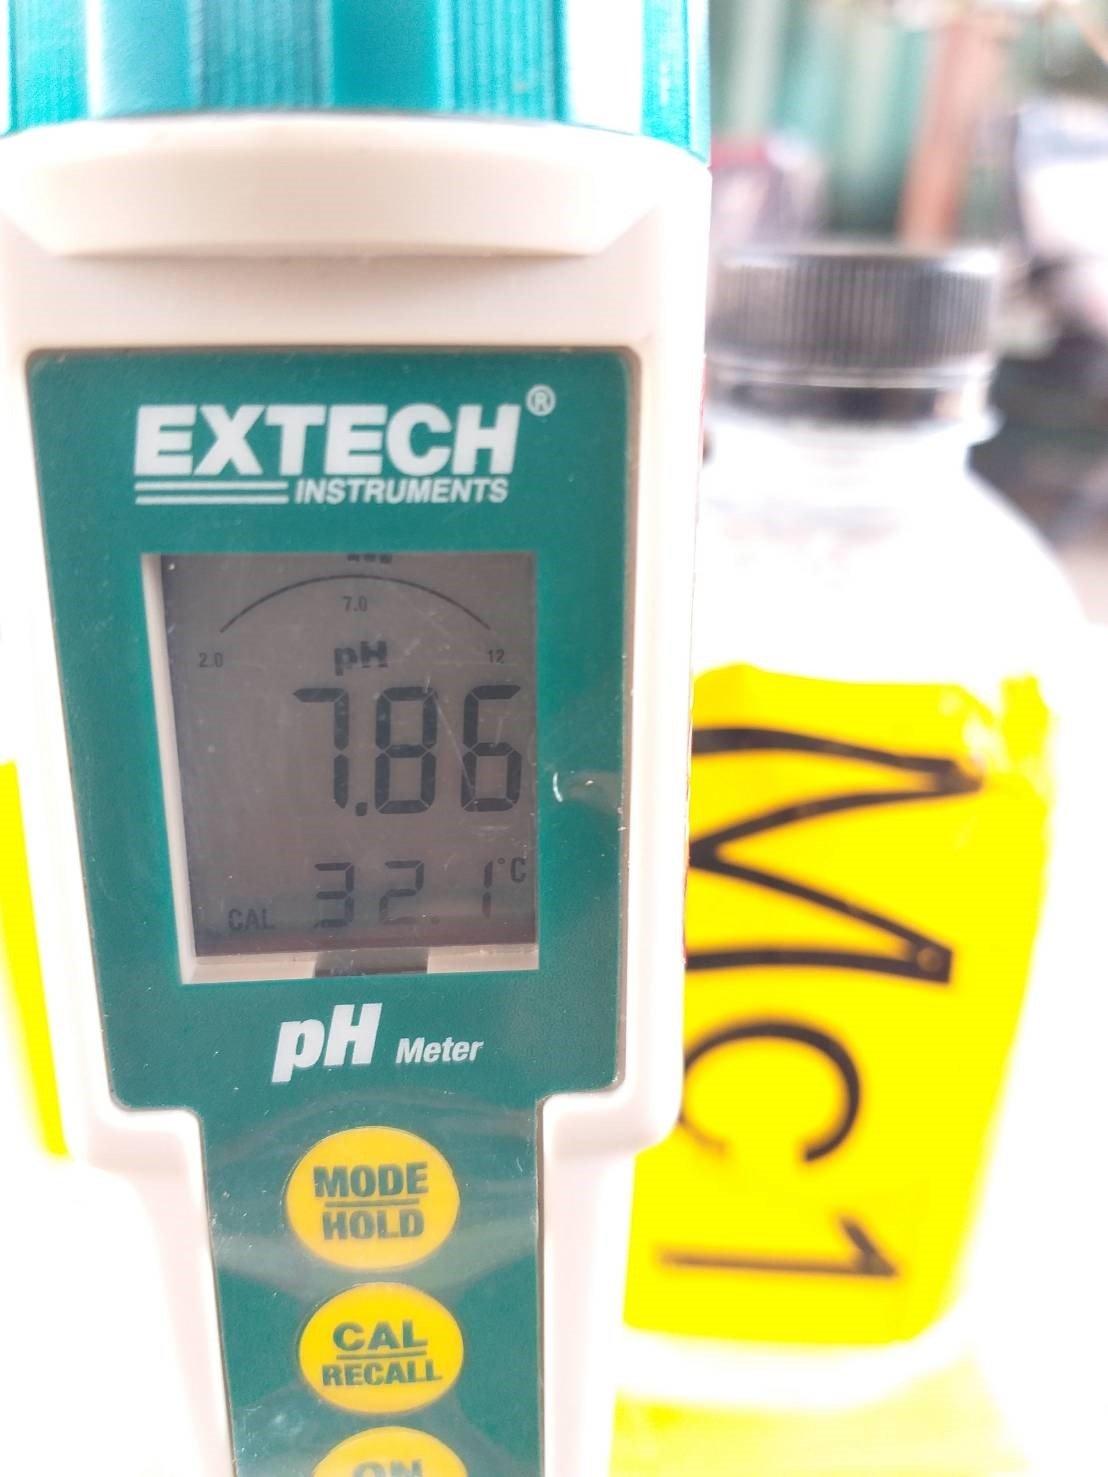 EXTECH®
INSTRUMENTS
7.0
2.0
pH
12
7.86
CAL 32.1°C
pH Meter
MODE
HOLD
CAL
RECALL
ON
Mc1